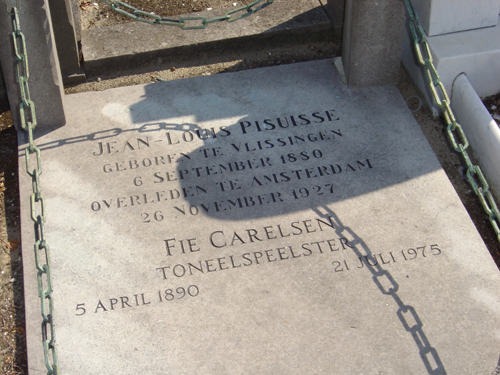 JEAN-LOUIS PISUISSE
GEBOREN TE VLISSINGEN
6 SEPTEMBER 1880
OVERLEDEN TE AMSTERDAM
26 NOVEMBER 1927
FIE CARELSEN
TONEELSPEELSTER
5 APRIL 1890 21 JULI 1975